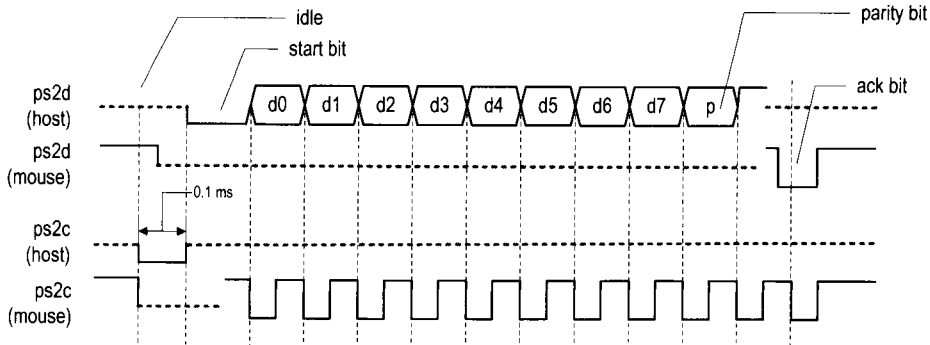 idle
parity bit
start bit
ps2d
(host)
d0 d1 d2 d3 d4 d5 d6 d7 p
ack bit
ps2d
(mouse)
0.1 ms
ps2c
(host)
ps2c
(mouse)